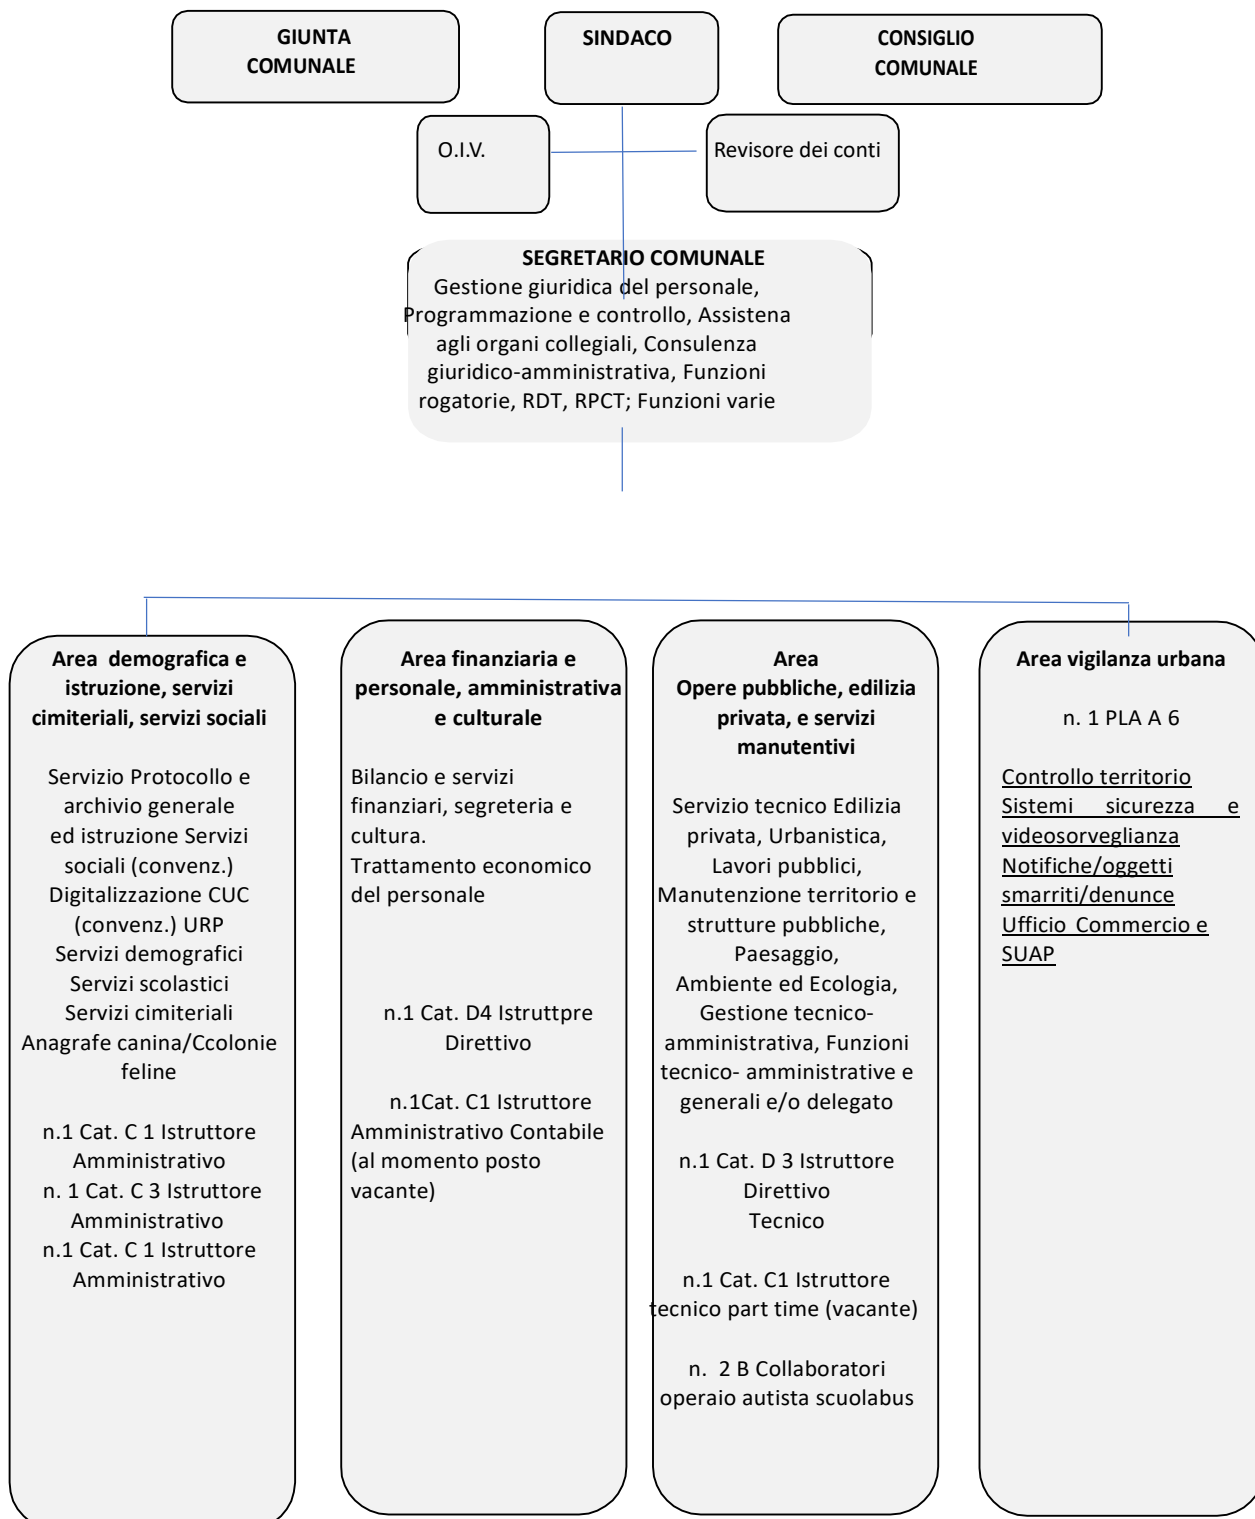 GIUNTA
COMUNALE
SINDACO
CONSIGLIO
COMUNALE
O.I.V.
Revisore dei conti
SEGRETARIO COMUNALE
Gestione giuridica del personale,
Programmazione e controllo, Assistena
agli organi collegiali, Consulenza
giuridico-amministrativa, Funzioni
rogatorie, RDT, RPCT; Funzioni varie
Area demografica e
istruzione, servizi
cimiteriali, servizi sociali
Servizio Protocollo e
archivio generale
ed istruzione Servizi
sociali (convenz.)
Digitalizzazione CUC
(convenz.) URP
Servizi demografici
Servizi scolastici
Servizi cimiteriali
Anagrafe canina/Ccolonie
feline
n.1 Cat. C 1 Istruttore
Amministrativo
n. 1 Cat. C 3 Istruttore
Amministrativo
n.1 Cat. C 1 Istruttore
Amministrativo
Area finanziaria e
personale, amministrativa
e culturale
Bilancio e servizi
finanziari, segreteria e
cultura.
Trattamento economico
del personale
n.1 Cat. D4 Istruttpre
Direttivo
n.1Cat. C1 Istruttore
Amministrativo Contabile
(al momento posto
vacante)
Area
Opere pubbliche, edilizia
privata, e servizi
manutentivi
Servizio tecnico Edilizia
privata, Urbanistica,
Lavori pubblici,
Manutenzione territorio e
strutture pubbliche,
Paesaggio,
Ambiente ed Ecologia,
Gestione tecnico-
amministrativa, Funzioni
tecnico- amministrative e
generali e/o delegato
n.1 Cat. D 3 Istruttore
Direttivo
Tecnico
n.1 Cat. C1 Istruttore
tecnico part time (vacante)
n. 2 B Collaboratori
operaio autista scuolabus
Area vigilanza urbana
n. 1 PLA A 6
Controllo territorio
Sistemi sicurezza e
videosorveglianza
Notifiche/oggetti
smarriti/denunce
Ufficio Commercio e
SUAP